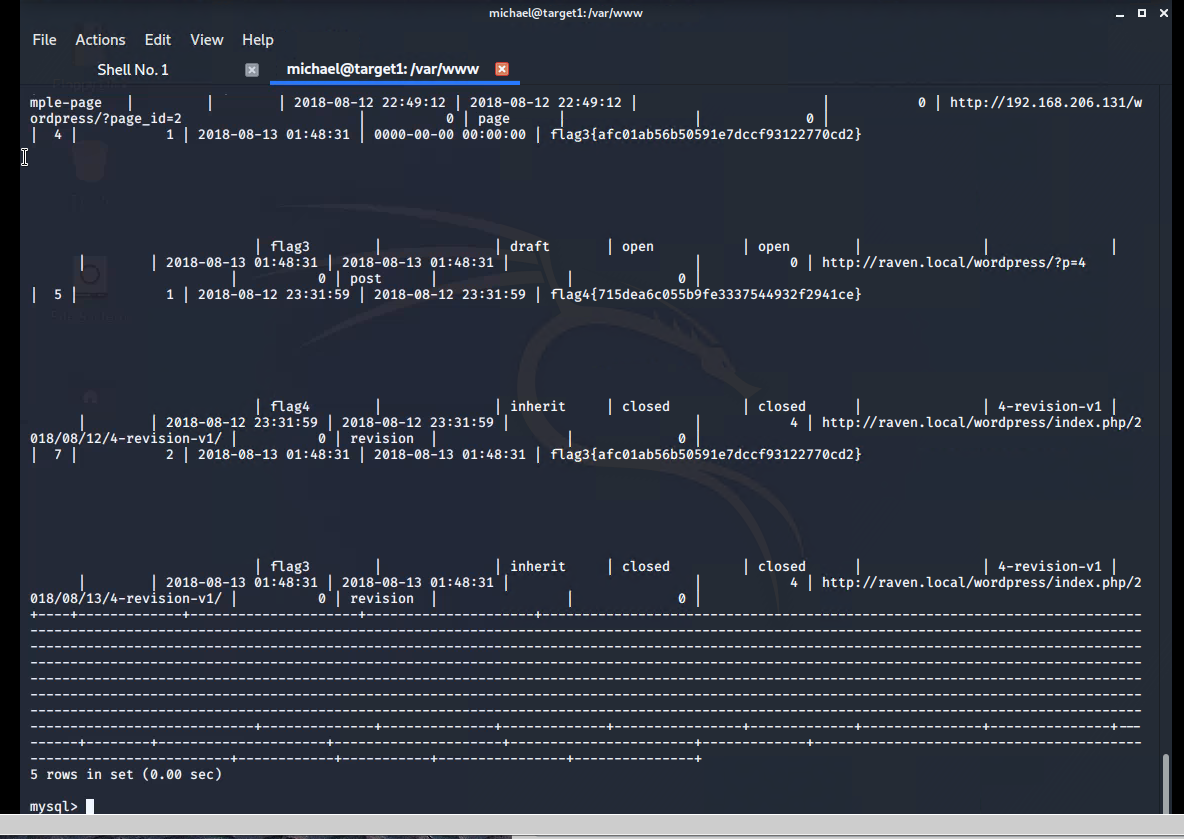 michael@target1: /var/www
File Actions Edit View Help
Shell No. 1 michael@target1: /var/www
mple-page | | | 2018-08-12 22:49:12 | 2018-08-12 22:49:12 | | 0 | http://192.168.206.131/w
ordpress/?page_id=2 | 0 | page | | 0 |
| 4 | 1 | 2018-08-13 01:48:31 | 0000-00-00 00:00:00 | flag3{afc01ab56b50591e7dccf93122770cd2}
| flag3 | | draft | open | open | | |
| | 2018-08-13 01:48:31 | 2018-08-13 01:48:31 | | 0 | http://raven.local/wordpress/?p=4
| 0 | post | | 0 |
| 5 | 1 | 2018-08-12 23:31:59 | 2018-08-12 23:31:59 | flag4{715dea6c055b9fe3337544932f2941ce}
| flag4 | | inherit | closed | closed | | 4-revision-v1 |
| | 2018-08-12 23:31:59 | 2018-08-12 23:31:59 | | 4 | http://raven.local/wordpress/index.php/2
018/08/12/4-revision-v1/ | 0 | revision | | 0 |
| 7 | 2 | 2018-08-13 01:48:31 | 2018-08-13 01:48:31 | flag3{afc01ab56b50591e7dccf93122770cd2}
| flag3 | | inherit | closed | closed | | 4-revision-v1 |
| | 2018-08-13 01:48:31 | 2018-08-13 01:48:31 | | 4 | http://raven.local/wordpress/index.php/2
018/08/13/4-revision-v1/ | 0 | revision | | 0 |
5 rows in set (0.00 sec)
mysql>